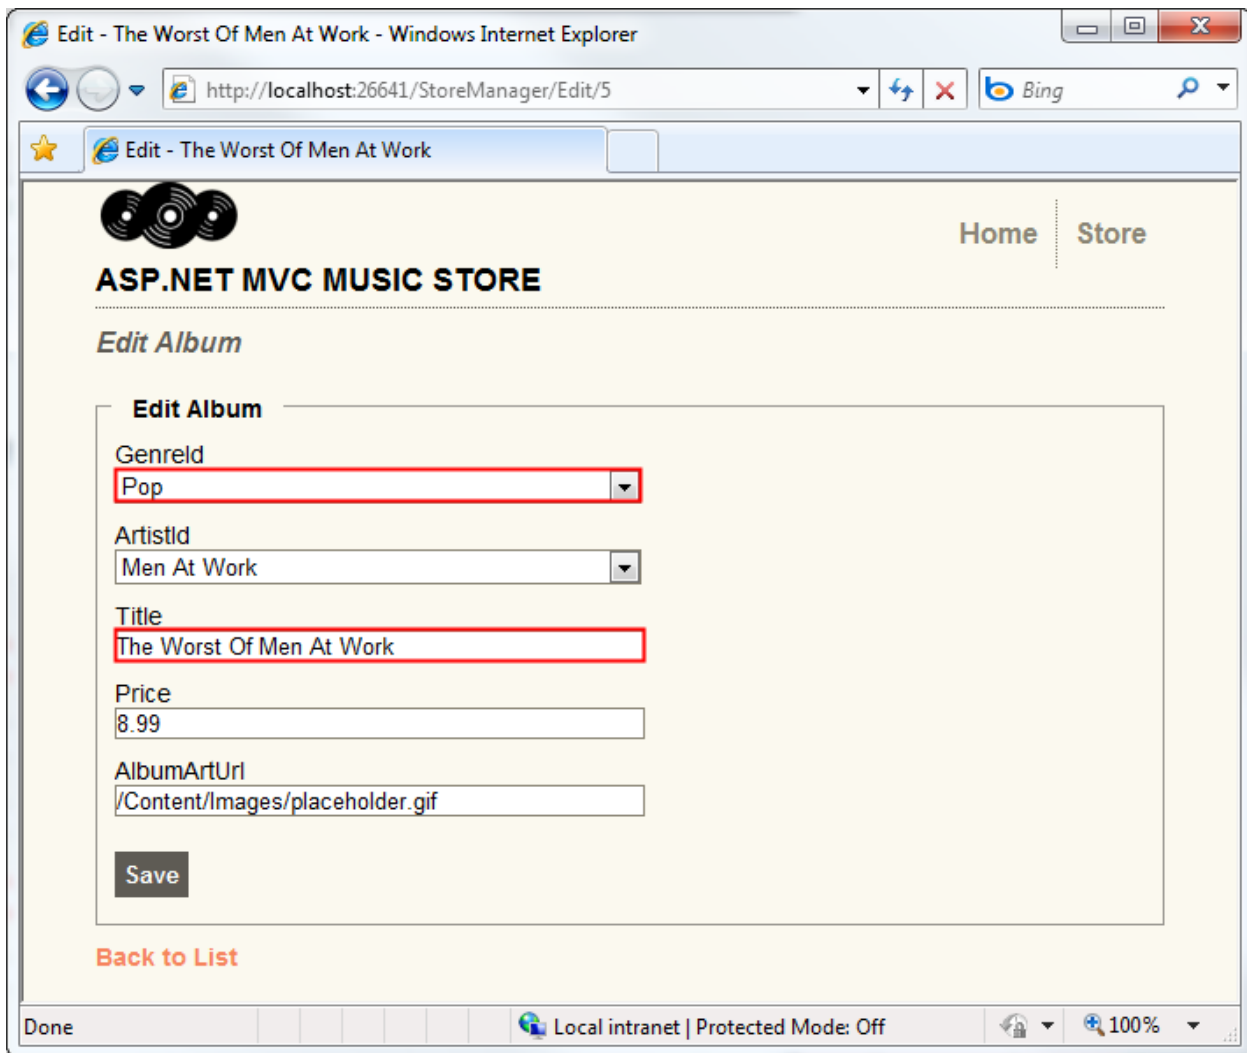 Edit - The Worst Of Men At Work - Windows Internet Explorer
http://localhost:26641/StoreManager/Edit/5
Bing
Edit - The Worst Of Men At Work
Home
Store
ASP.NET MVC MUSIC STORE
Edit Album
Edit Album
GenreId
Pop
ArtistId
Men At Work
Title
The Worst Of Men At Work
Price
8.99
AlbumArtUrl
/Content/Images/placeholder.gif
Save
Back to List
Done
Local intranet | Protected Mode: Off
100%